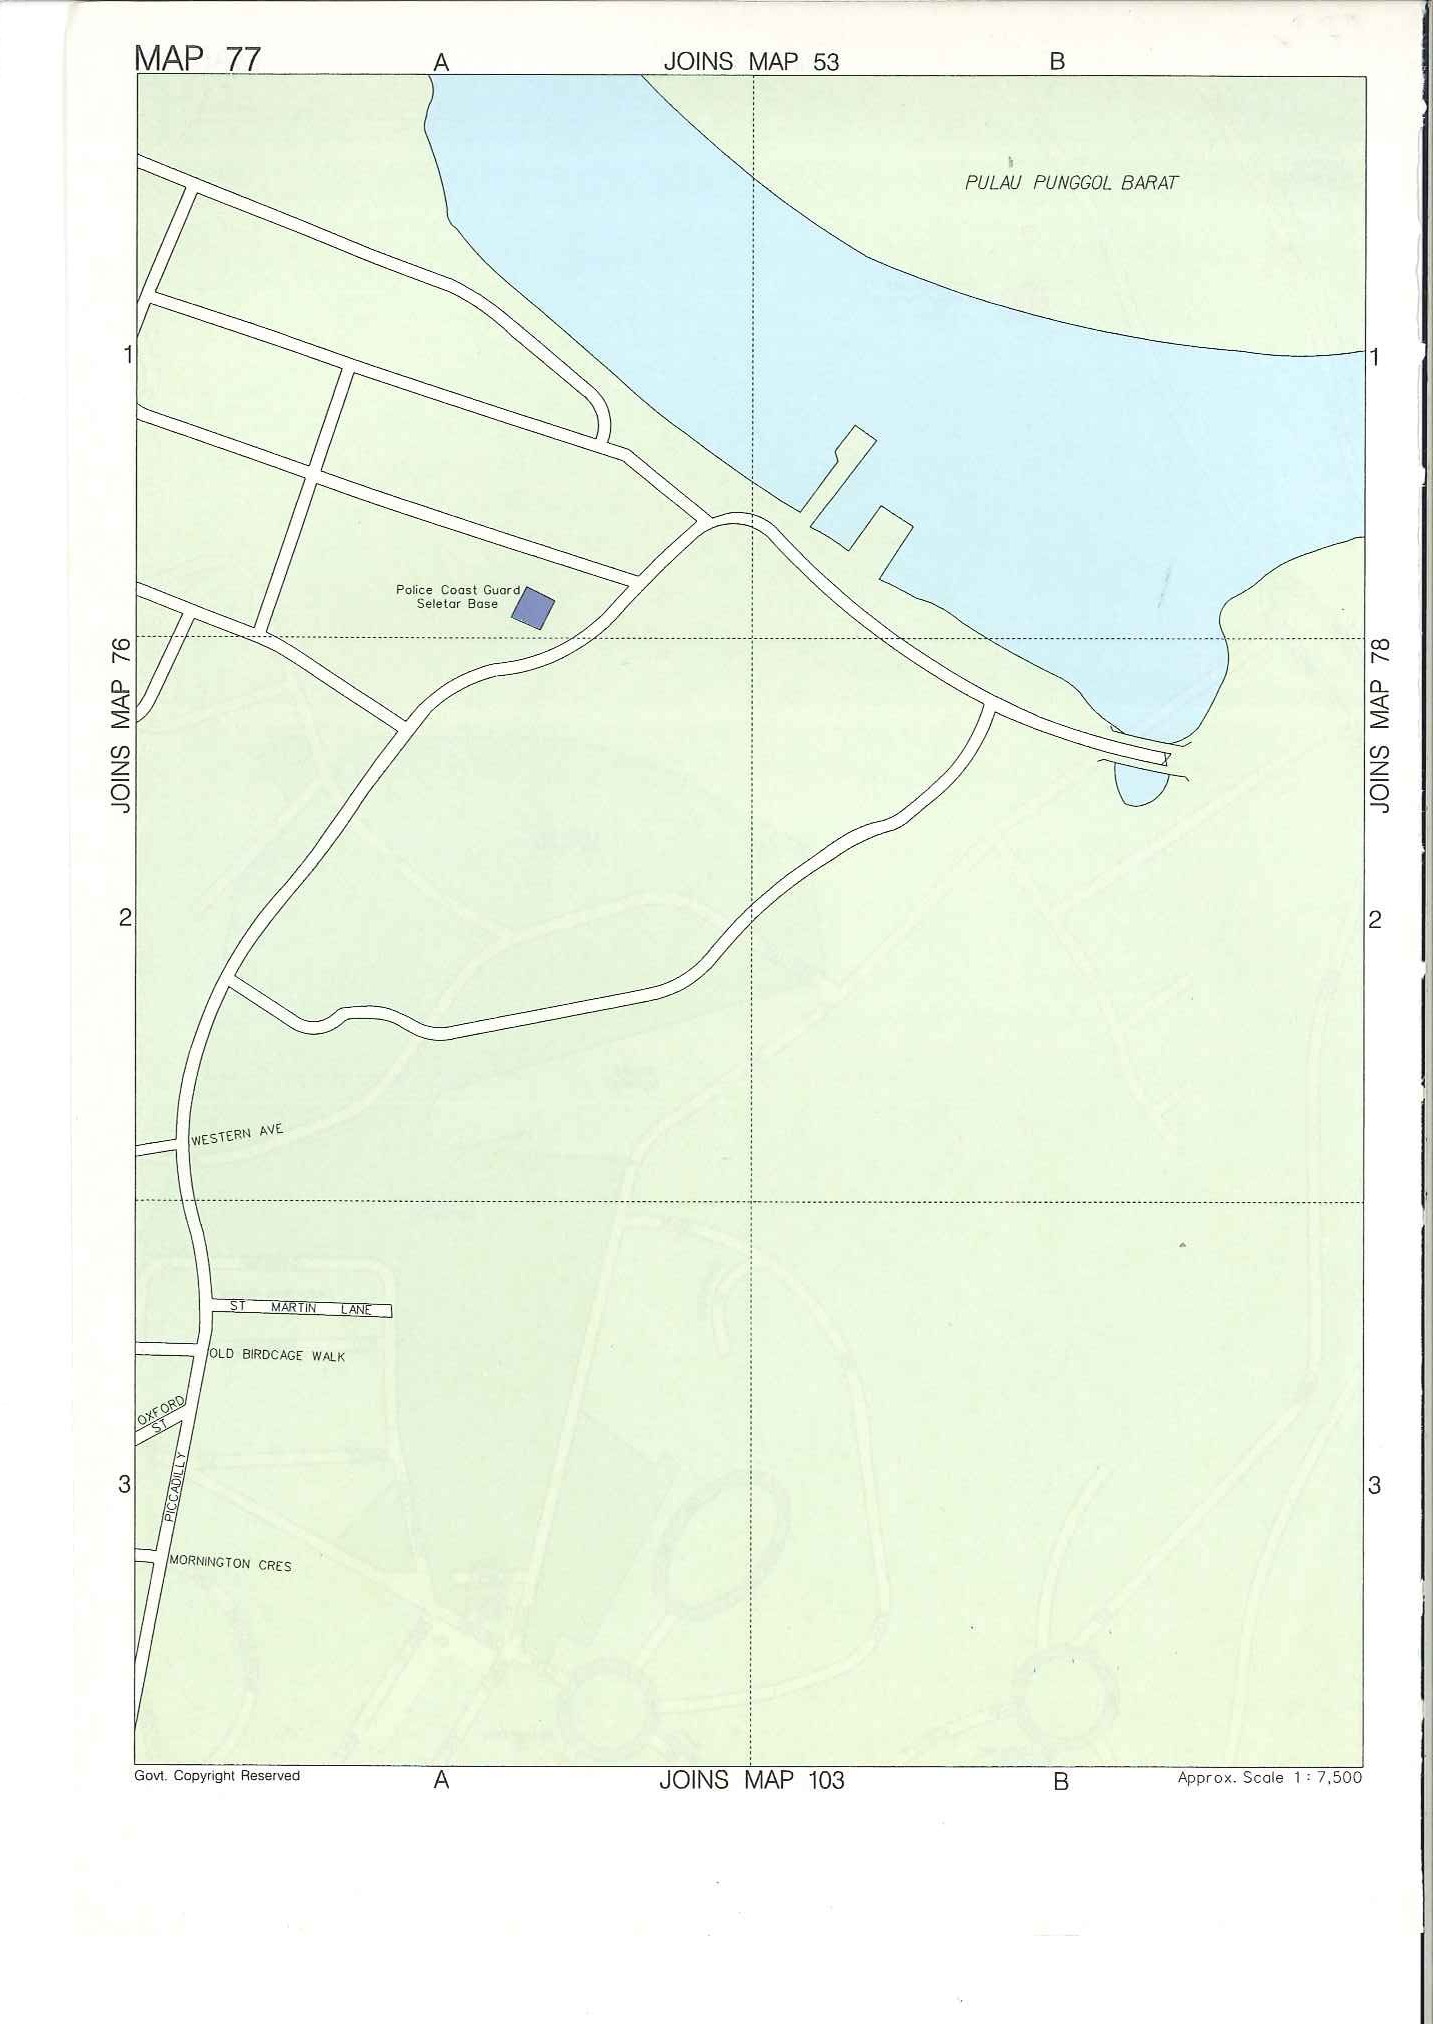 MAP 77
A
JOINS MAP 53
B
PULAU PUNGGOL BARAT
1
1
Police Coast Guard
Seletar Base
JOINS MAP 76
JOINS MAP 78
2
2
WESTERN AVE
ST MARTIN LANE
OLD BIRDCAGE WALK
OXFORD
ST
PICCADILLY
3
3
MORNINGTON CRES
Govt. Copyright Reserved
A
JOINS MAP 103
B
Approx. Scale 1 : 7,500